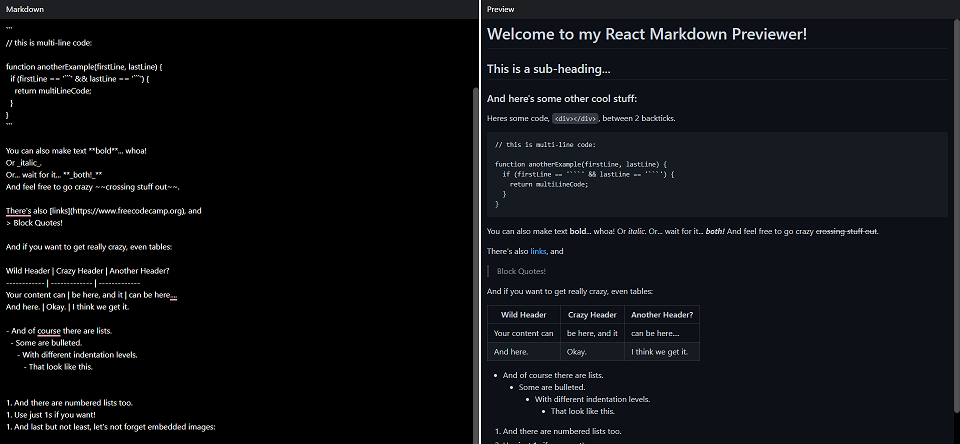 Markdown
```
// this is multi-line code:
function anotherExample(firstLine, lastLine) {
if (firstLine == '```' && lastLine == '```') {
return multiLineCode;
}
}
```
You can also make text **bold**... whoa!
Or _italic_.
Or... wait for it... **_both!_**
And feel free to go crazy ~~crossing stuff out~~.
There's also [links](https://www.freecodecamp.org), and
> Block Quotes!
And if you want to get really crazy, even tables:
Wild Header | Crazy Header | Another Header?
------------ | ------------- | -------------
Your content can | be here, and it | can be here....
And here. | Okay. | I think we get it.
- And of course there are lists.
- Some are bulleted.
- With different indentation levels.
- That look like this.
1. And there are numbered lists too.
1. Use just 1s if you want!
1. And last but not least, let's not forget embedded images:
Preview
Welcome to my React Markdown Previewer!
This is a sub-heading...
And here's some other cool stuff:
Heres some code, <div></div>, between 2 backticks.
// this is multi-line code:
function anotherExample(firstLine, lastLine) {
if (firstLine == '```' && lastLine == '```') {
return multiLineCode;
}
}
You can also make text bold... whoa! Or italic. Or... wait for it... both! And feel free to go crazy crossing stuff out.
There's also links, and
Block Quotes!
And if you want to get really crazy, even tables:
Wild Header Crazy Header Another Header?
Your content can be here, and it can be here....
And here. Okay. I think we get it.
• And of course there are lists.
• Some are bulleted.
• With different indentation levels.
• That look like this.
1. And there are numbered lists too.